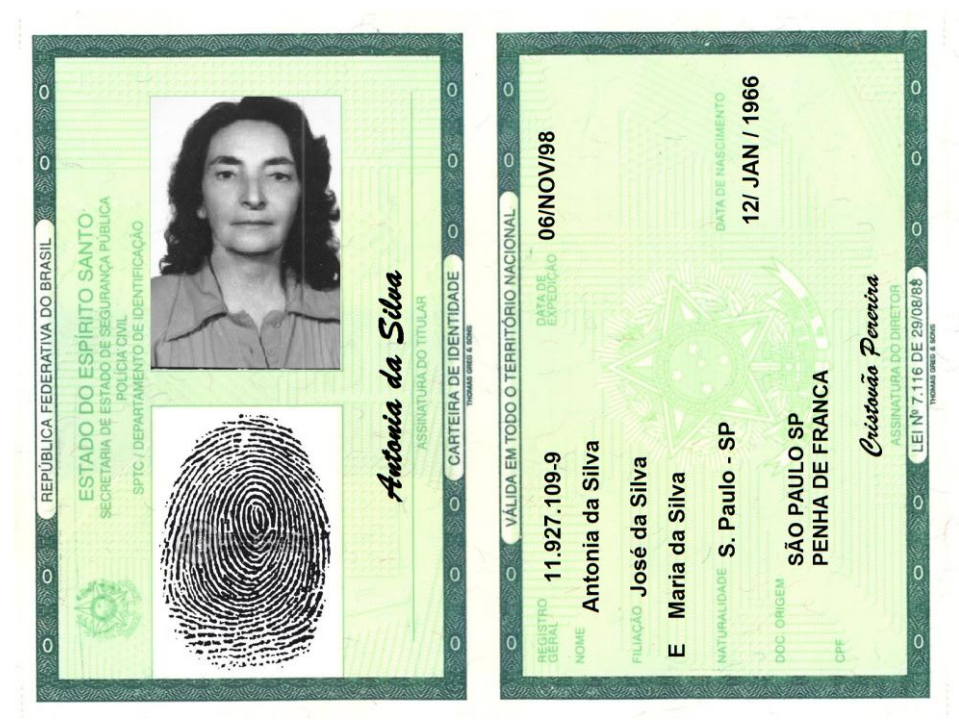 REPÚBLICA FEDERATIVA DO BRASIL
ESTADO DO ESPÍRITO SANTO
SECRETARIA DE ESTADO DE SEGURANÇA PÚBLICA
POLÍCIA CIVIL
SPTC / DEPARTAMENTO DE IDENTIFICAÇÃO
Antonia da Silva
ASSINATURA DO TITULAR
CARTEIRA DE IDENTIDADE
THOMAS GREG & SONS
VÁLIDA EM TODO O TERRITÓRIO NACIONAL
REGISTRO GERAL 11.927.109-9 DATA DE EXPEDIÇÃO 06/NOV/98
NOME Antonia da Silva
FILIAÇÃO José da Silva
E Maria da Silva
NATURALIDADE S. Paulo - SP DATA DE NASCIMENTO 12/ JAN / 1966
DOC. ORIGEM SÃO PAULO SP
PENHA DE FRANCA
CPF
Cristovão Pereira
ASSINATURA DO DIRETOR
LEI Nº 7.116 DE 29/08/83
THOMAS GREG & SONS